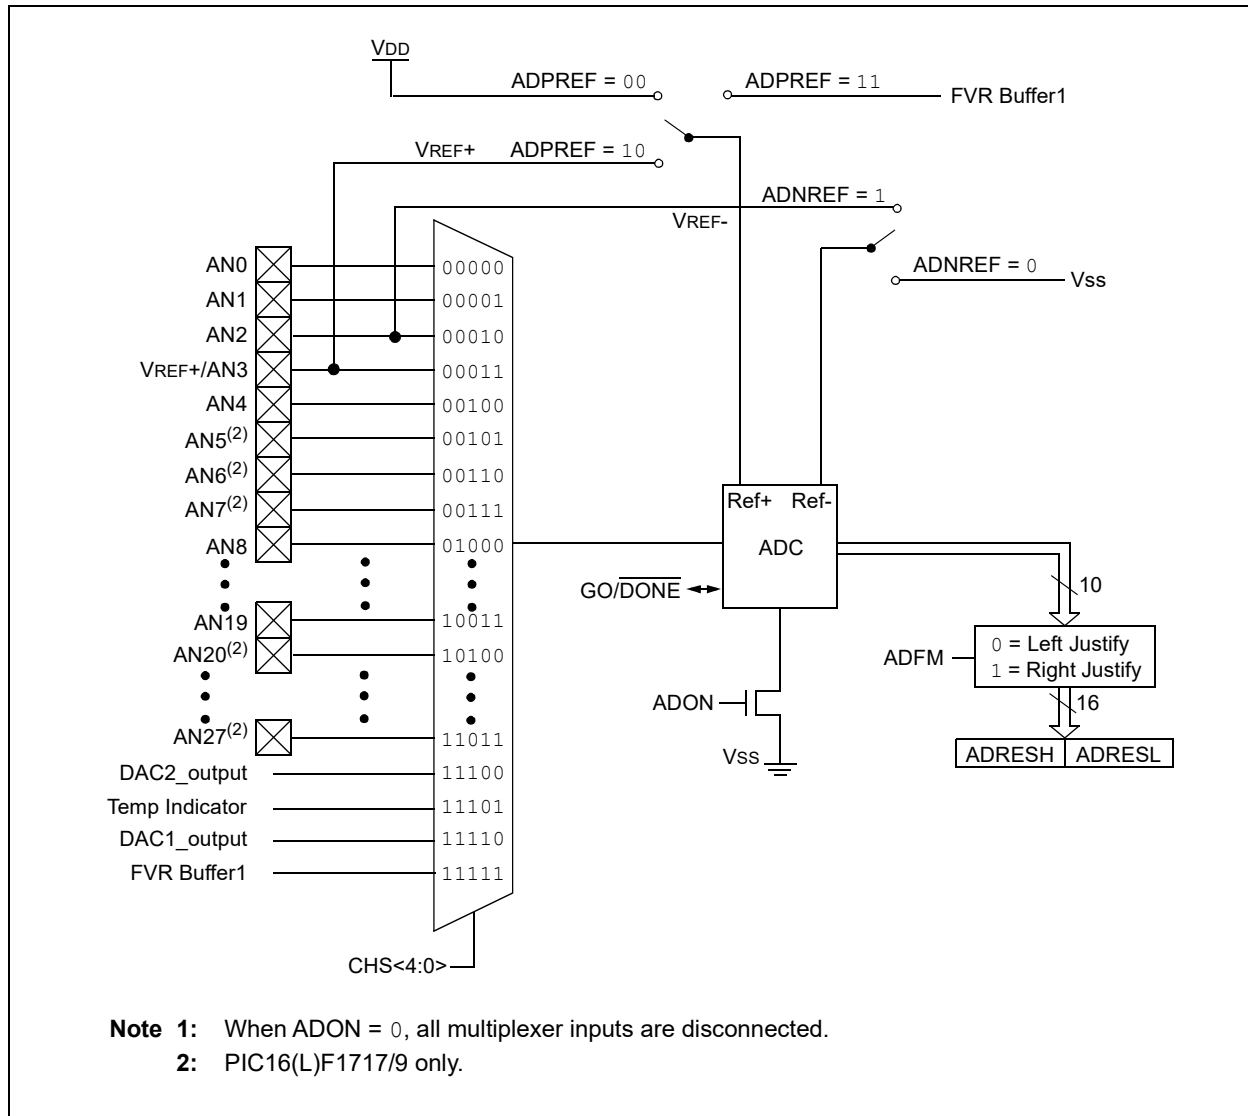 VDD
ADPREF = 00
ADPREF = 11
FVR Buffer1
VREF+ ADPREF = 10
ADNREF = 1
VREF-
ADNREF = 0
Vss
AN0 00000
AN1 00001
AN2 00010
VREF+/AN3 00011
AN4 00100
AN5(2) 00101
AN6(2) 00110
AN7(2) 00111
Ref+ Ref-
AN8 01000
ADC
GO/DONE
10
AN19 10011
AN20(2) 10100
ADFM
0 = Left Justify
1 = Right Justify
16
ADON
AN27(2) 11011
Vss
ADRESH ADRESL
DAC2_output 11100
Temp Indicator 11101
DAC1_output 11110
FVR Buffer1 11111
CHS<4:0>
Note 1: When ADON = 0, all multiplexer inputs are disconnected.
2: PIC16(L)F1717/9 only.